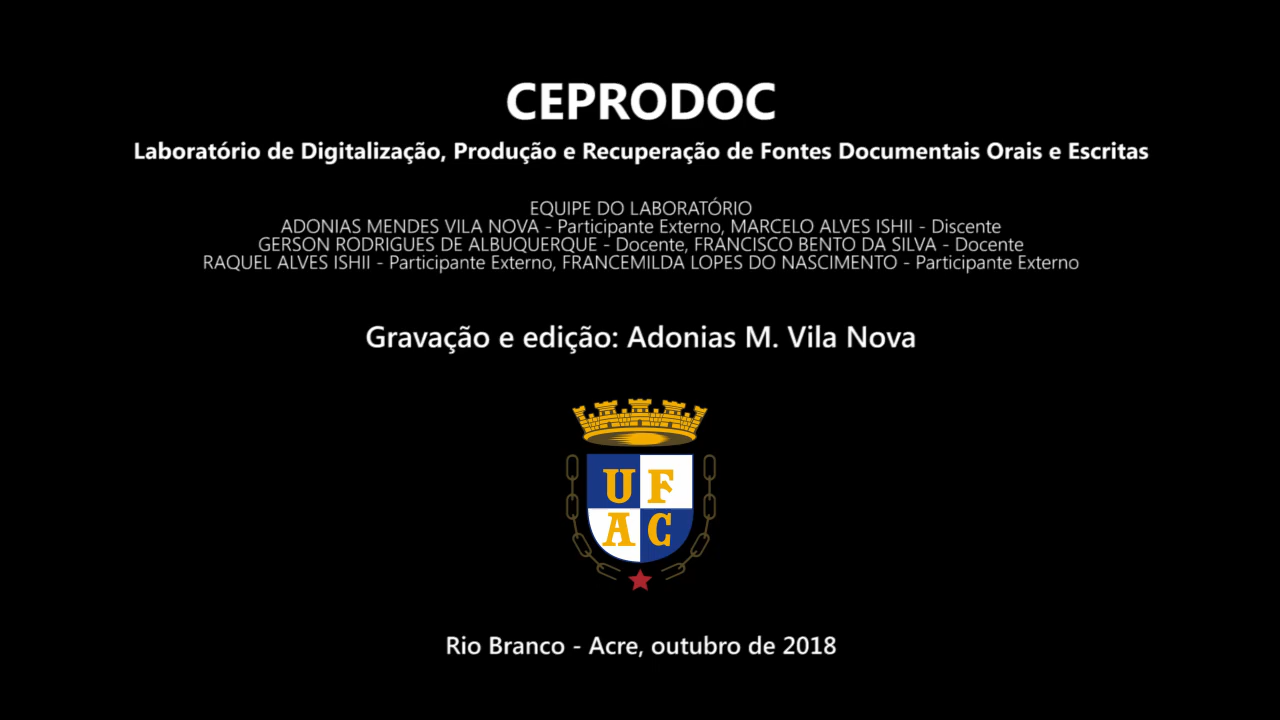 CEPRODOC
Laboratório de Digitalização, Produção e Recuperação de Fontes Documentais Orais e Escritas
EQUIPE DO LABORATÓRIO
ADONIAS MENDES VILA NOVA - Participante Externo, MARCELO ALVES ISHII - Discente
GERSON RODRIGUES DE ALBUQUERQUE - Docente, FRANCISCO BENTO DA SILVA - Docente
RAQUEL ALVES ISHII - Participante Externo, FRANCEMILDA LOPES DO NASCIMENTO - Participante Externo
Gravação e edição: Adonias M. Vila Nova
U F
A C
Rio Branco - Acre, outubro de 2018